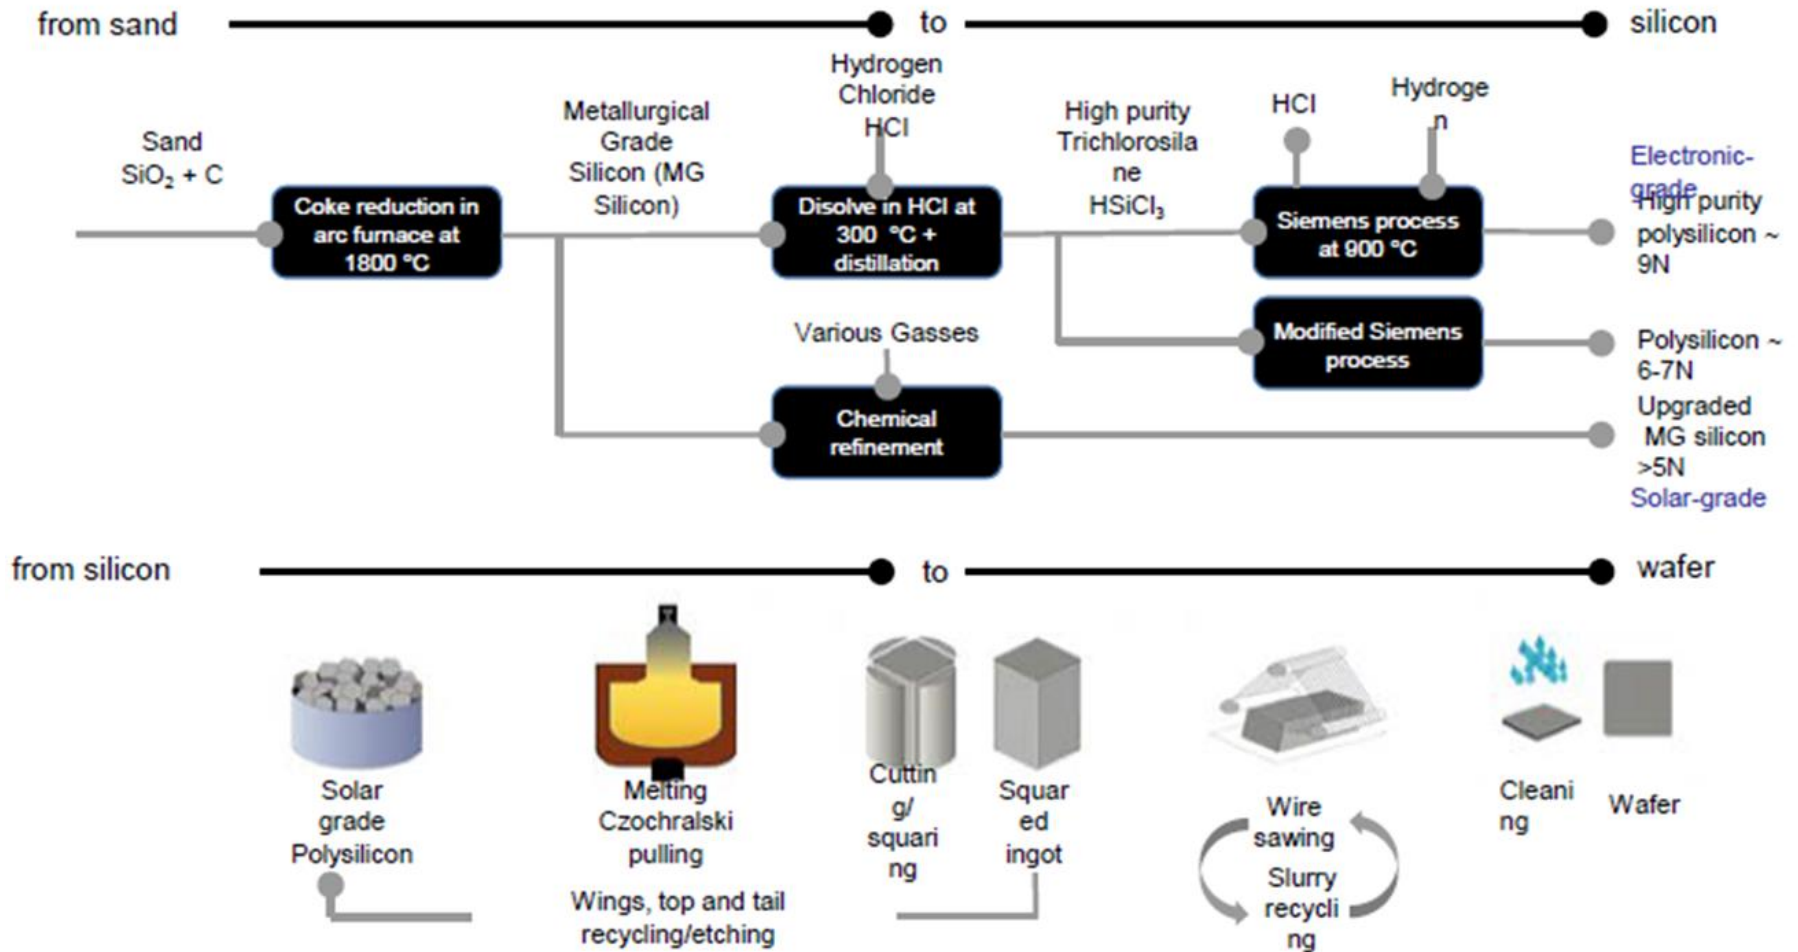 from sand
to
silicon
Sand
SiO₂ + C
Coke reduction in
arc furnace at
1800 °C
Metallurgical
Grade
Silicon (MG
Silicon)
Hydrogen
Chloride
HCl
Disolve in HCl at
300 °C +
distillation
High purity
Trichlorosila
ne
HSiCl₃
HCl
Hydroge
n
Siemens process
at 900 °C
Electronic-
grade
High purity
polysilicon ~
9N
Modified Siemens
process
Polysilicon ~
6-7N
Various Gasses
Chemical
refinement
Upgraded
MG silicon
>5N
Solar-grade
from silicon
to
wafer
Solar
grade
Polysilicon
Melting
Czochralski
pulling
Cuttin
g/
squari
ng
Squar
ed
ingot
Wire
sawing
Slurry
recycli
ng
Cleani
ng
Wafer
Wings, top and tail
recycling/etching